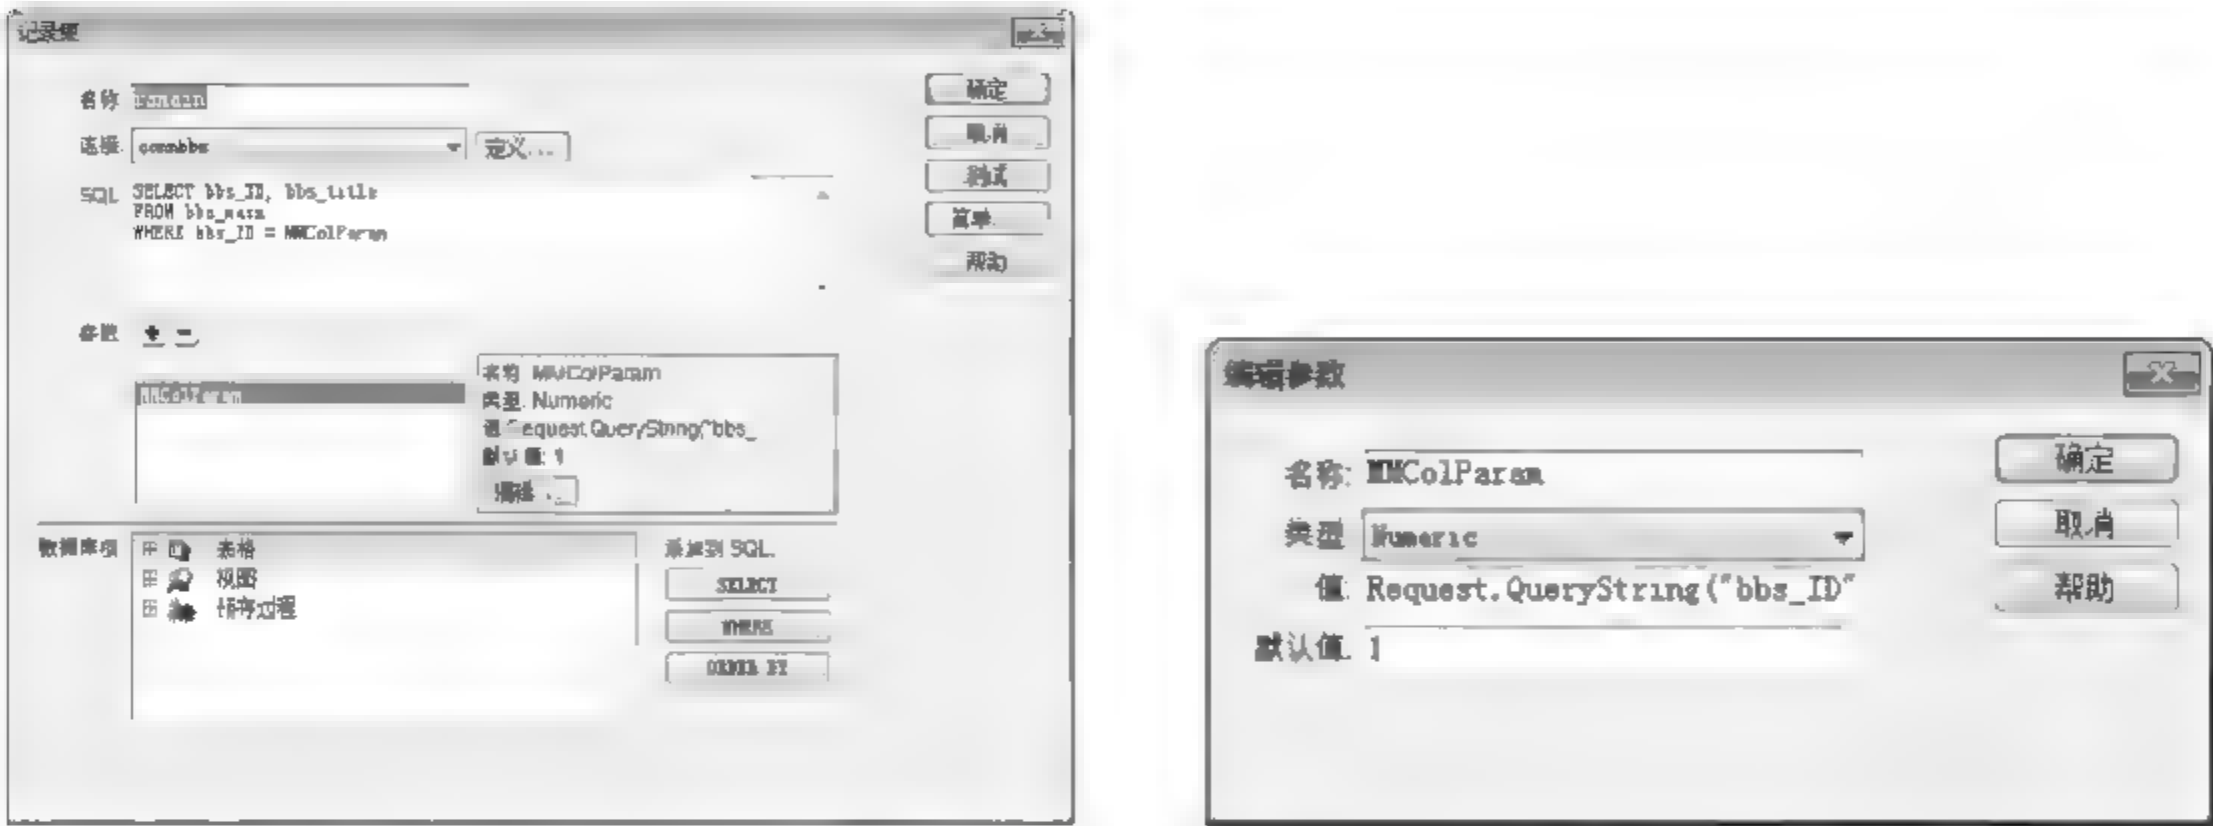 记录集
名称
确定
连接: connbbs
定义...
取消
SQL SELECT bbs_ID, bbs_title
FROM bbs_main
WHERE bbs_ID = MMColParam
测试
简单...
帮助
参数
MMColParam
名称: MMColParam
类型: Numeric
值: Request.QueryString("bbs_
默认值: 1
编辑...
数据库项
表格
视图
储存过程
添加到 SQL:
SELECT
WHERE
ORDER BY
编辑参数
名称: MMColParam
类型: Numeric
值: Request.QueryString("bbs_ID"
默认值: 1
确定
取消
帮助